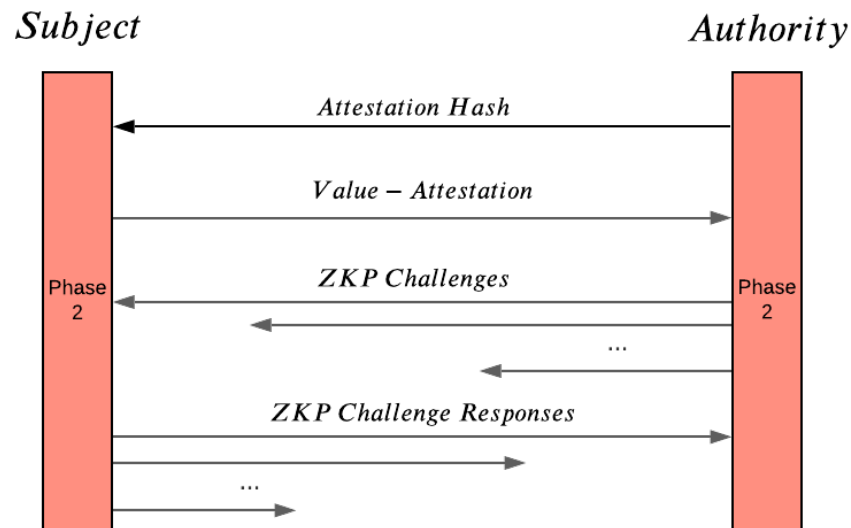 Subject
Authority
Attestation Hash
Value – Attestation
ZKP Challenges
Phase
2
Phase
2
...
ZKP Challenge Responses
...